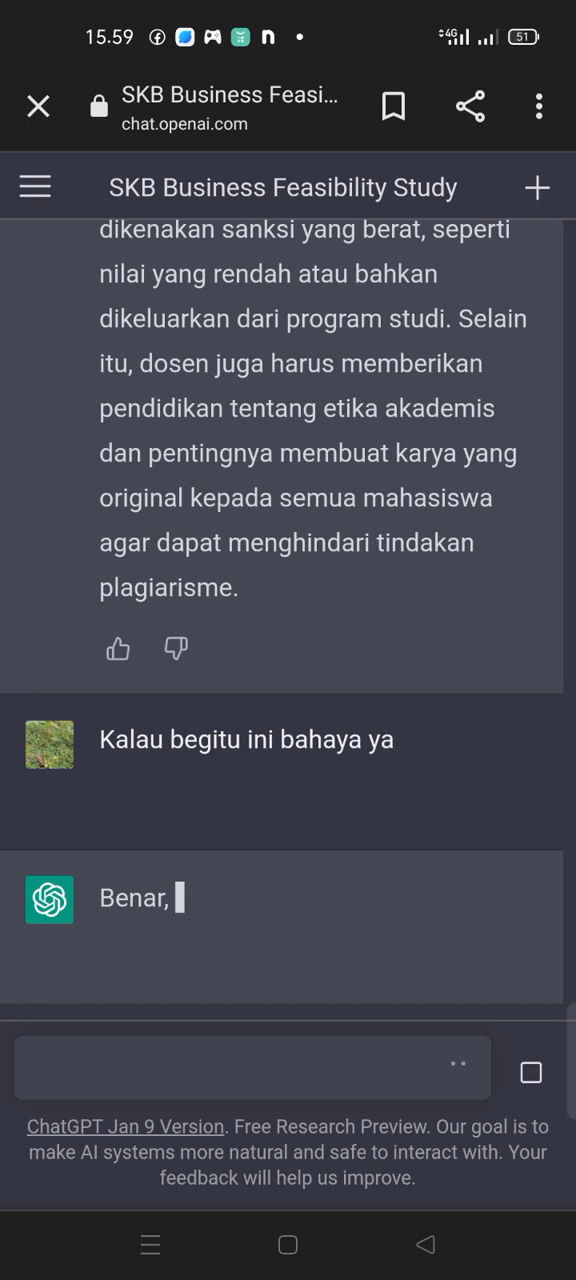 15.59
4G
51
SKB Business Feasi...
chat.openai.com
SKB Business Feasibility Study
dikenakan sanksi yang berat, seperti
nilai yang rendah atau bahkan
dikeluarkan dari program studi. Selain
itu, dosen juga harus memberikan
pendidikan tentang etika akademis
dan pentingnya membuat karya yang
original kepada semua mahasiswa
agar dapat menghindari tindakan
plagiarisme.
Kalau begitu ini bahaya ya
Benar,
ChatGPT Jan 9 Version. Free Research Preview. Our goal is to
make AI systems more natural and safe to interact with. Your
feedback will help us improve.